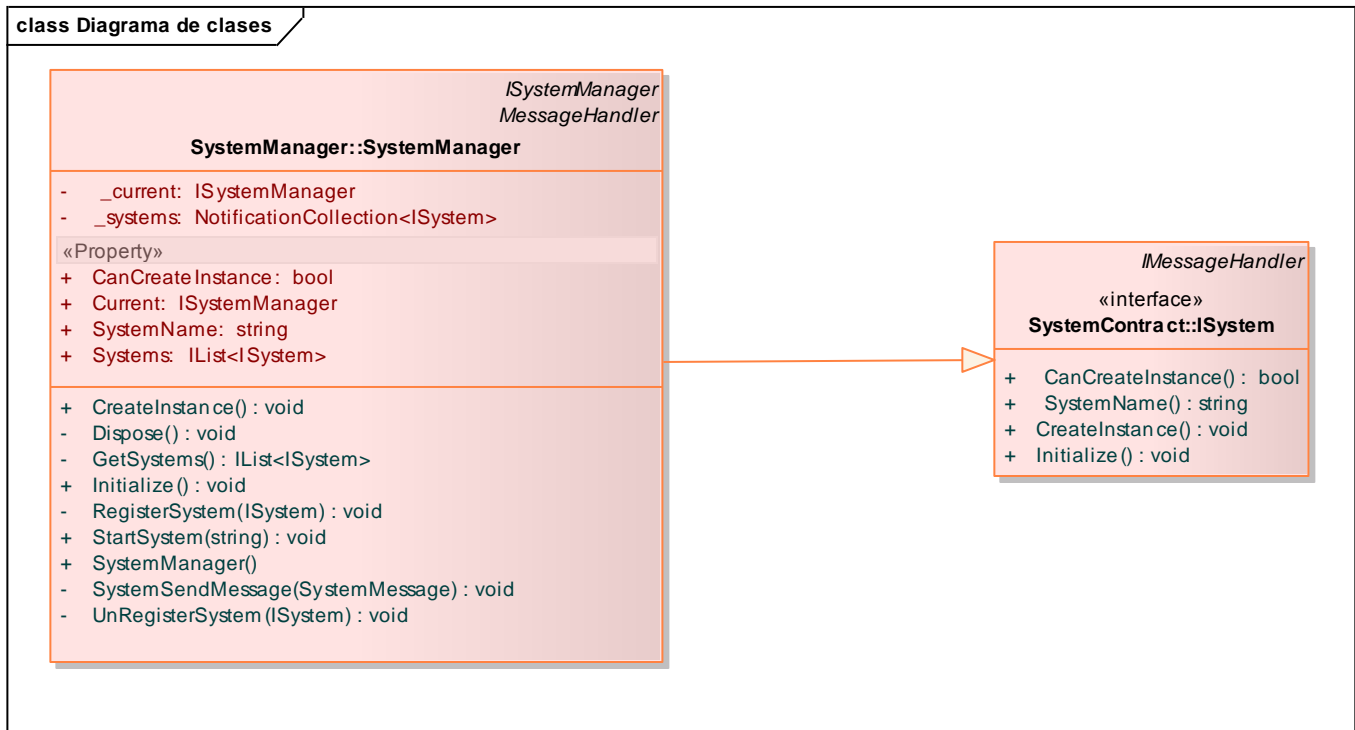 class Diagrama de clases
ISystemManager
MessageHandler
SystemManager::SystemManager
- _current: ISystemManager
- _systems: NotificationCollection<ISystem>
«Property»
+ CanCreateInstance: bool
+ Current: ISystemManager
+ SystemName: string
+ Systems: IList<ISystem>
+ CreateInstance() : void
- Dispose() : void
- GetSystems() : IList<ISystem>
+ Initialize() : void
- RegisterSystem(ISystem) : void
+ StartSystem(string) : void
+ SystemManager()
- SystemSendMessage(SystemMessage) : void
- UnRegisterSystem(ISystem) : void
IMessageHandler
«interface»
SystemContract::ISystem
+ CanCreateInstance() : bool
+ SystemName() : string
+ CreateInstance() : void
+ Initialize() : void